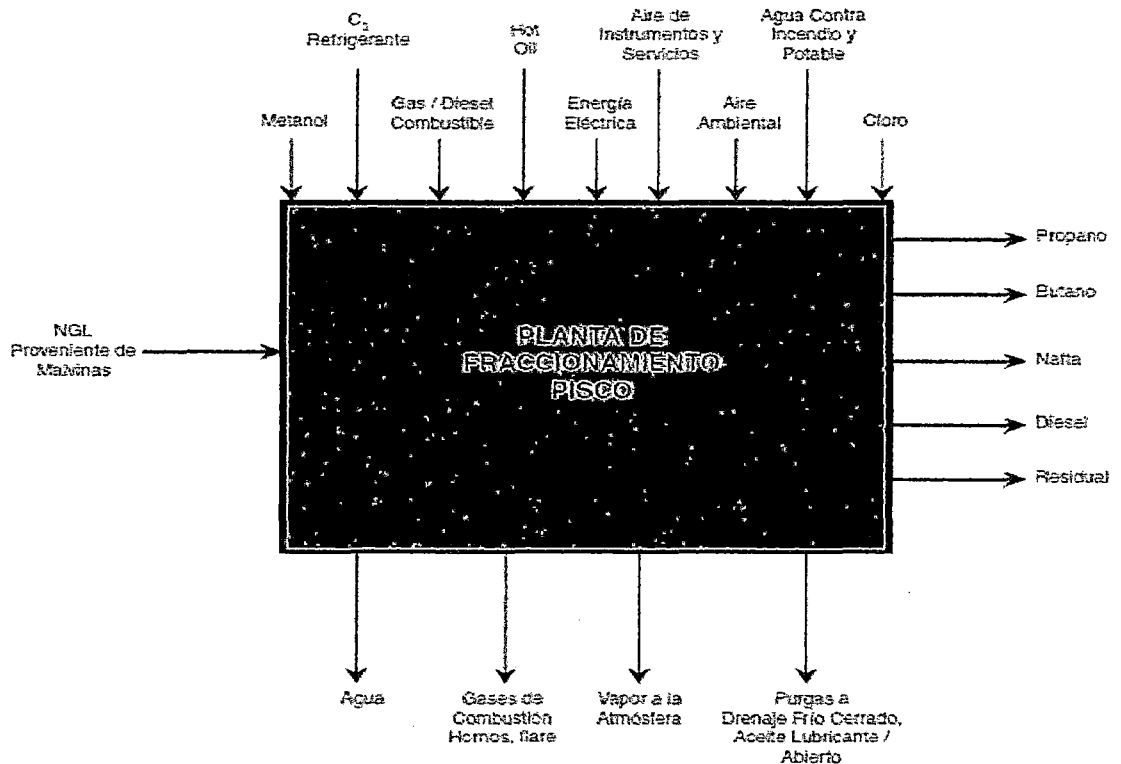 C₃
Refrigerante
Hot
Oil
Aire de
Instrumentos y
Servicios
Agua Contra
Incendio y
Potable
Metanol
Gas / Diesel
Combustible
Energía
Eléctrica
Aire
Ambiental
Cloro
NGL
Proveniente de
Malvinas
PLANTA DE
FRACCIONAMIENTO
PISCO
Propano
Butano
Nafta
Diesel
Residual
Agua
Gases de
Combustión
Hornos, flare
Vapor a la
Atmósfera
Purgas a
Drenaje Frío Cerrado,
Aceite Lubricante /
Abierto